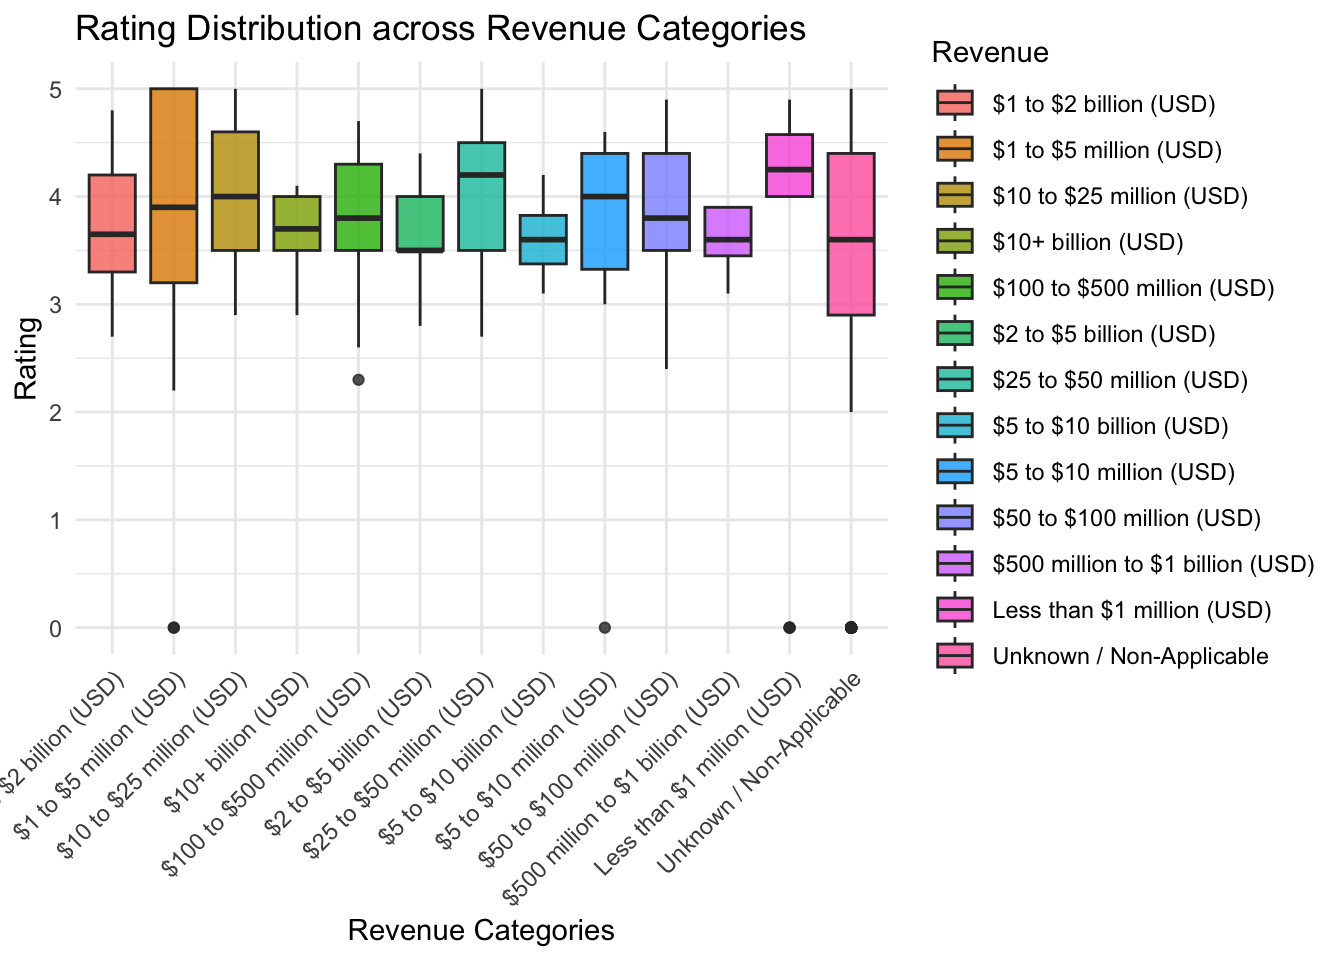 Rating Distribution across Revenue Categories
Rating
5
4
3
2
1
0
$2 billion (USD)
$1 to $5 million (USD)
$10 to $25 million (USD)
$10+ billion (USD)
$100 to $500 million (USD)
$2 to $5 billion (USD)
$25 to $50 million (USD)
$5 to $10 billion (USD)
$5 to $10 million (USD)
$50 to $100 million (USD)
$500 million to $1 billion (USD)
Less than $1 million (USD)
Unknown / Non-Applicable
Revenue Categories
Revenue
$1 to $2 billion (USD)
$1 to $5 million (USD)
$10 to $25 million (USD)
$10+ billion (USD)
$100 to $500 million (USD)
$2 to $5 billion (USD)
$25 to $50 million (USD)
$5 to $10 billion (USD)
$5 to $10 million (USD)
$50 to $100 million (USD)
$500 million to $1 billion (USD)
Less than $1 million (USD)
Unknown / Non-Applicable